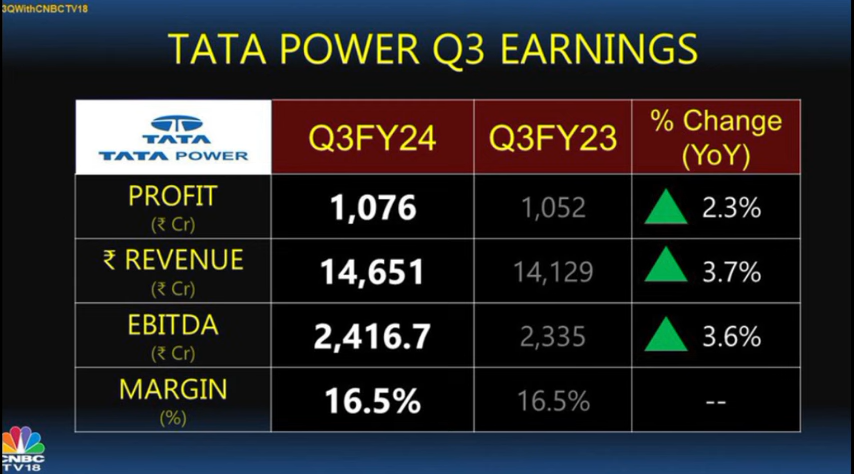 3QWithCNBCTV18
TATA POWER Q3 EARNINGS
TATA
TATA POWER
Q3FY24
Q3FY23
% Change
(YoY)
PROFIT
(₹ Cr)
1,076
1,052
2.3%
₹ REVENUE
(₹ Cr)
14,651
14,129
3.7%
EBITDA
(₹ Cr)
2,416.7
2,335
3.6%
MARGIN
(%)
16.5%
16.5%
--
CNBC
TV18